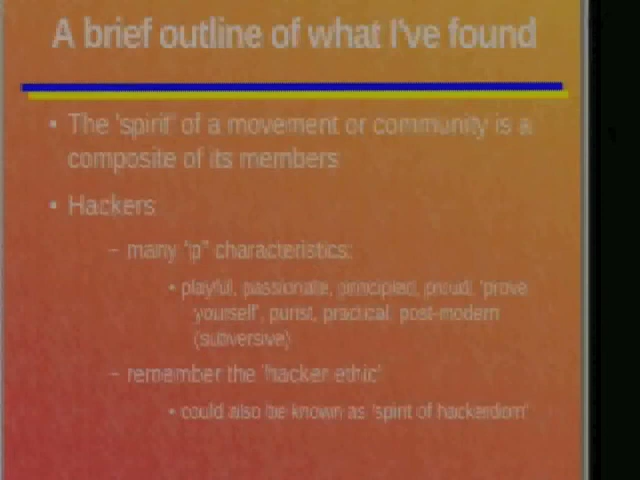 A brief outline of what I've found
▪ The 'spirit' of a movement or community is a
composite of its members
▪ Hackers
– many "p" characteristics:
▪ playful, passionate, principled, proud, 'prove
yourself', purist, practical, post-modern
(subversive)
– remember the 'hacker ethic'
▪ could also be known as 'spirit of hackerdom'